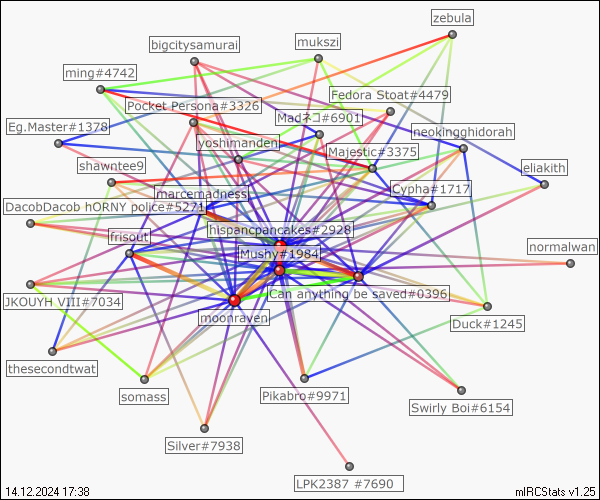 zebula
bigcitysamurai
mukszi
ming#4742
Fedora Stoat#4479
Pocket Persona#3326
Madネコ#6901
Eg.Master#1378
neokingghidorah
yoshimanden
Majestic#3375
shawntee9
eliakith
Cypha#1717
marcemadness
DacobDacob hORNY police#5271
hispancpancakes#2928
frisout
normalwan
Mushy#1984
Can anything be saved#0396
JKOUYH VIII#7034
moonraven
Duck#1245
thesecondtwat
somass
Pikabro#9971
Swirly Boi#6154
Silver#7938
LPK2387 #7690
14.12.2024 17:38
mIRCStats v1.25